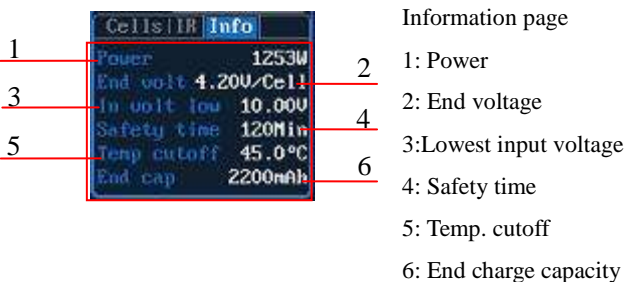 Cells|IR Info
Power 1253W
End volt 4.20V/Cell
In volt low 10.00V
Safety time 120Min
Temp cutoff 45.0°C
End cap 2200mAh
1
2
3
4
5
6
Information page
1: Power
2: End voltage
3:Lowest input voltage
4: Safety time
5: Temp. cutoff
6: End charge capacity